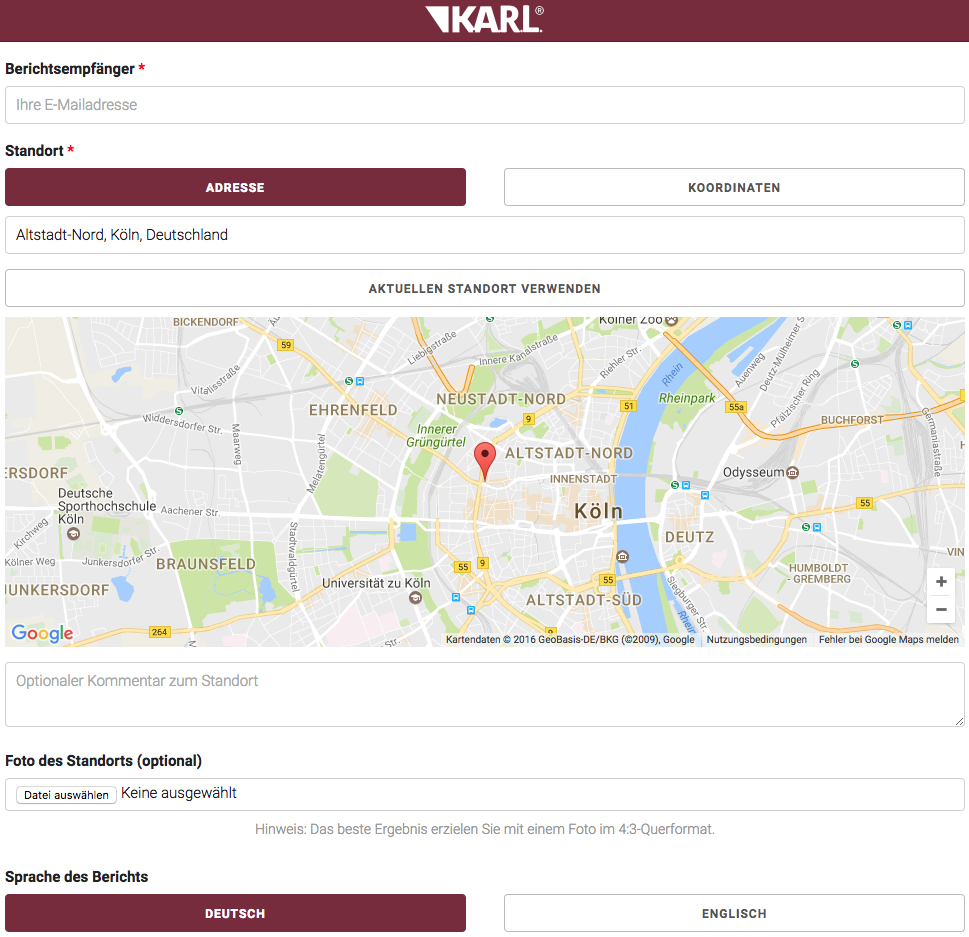 KARL®
Berichtsempfänger *
Ihre E-Mailadresse
Standort *
ADRESSE
KOORDINATEN
Altstadt-Nord, Köln, Deutschland
AKTUELLEN STANDORT VERWENDEN
BICKENDORF
Kölner Zoo
59
Liebigstraße
Innere Kanalstraße
Riehler Str.
Rhein
Auenweg
Deutz-Mülheimer S
Vitalisstraße
Pfälzischer Ring
Rheinpark
NEUSTADT-NORD
EHRENFELD
51
55a
9
Widdersdorfer Str.
Maarweg
Innerer
Grüngürtel
BUCHFORST
Germaniastraße
Melatengürtel
ALTSTADT-NORD
ERSDORF
Odysseum
INNENSTADT
Deutsche
Sporthochschule
Köln
Aachener Str.
Köln
55
Kirchweg
Stadtwaldgürtel
DEUTZ
Kölner Weg
Junkersdorfer Str.
BRAUNSFELD
VIN
55
9
HUMBOLDT
- GREMBERG
Universität zu Köln
55
JUNKERSDORF
ALTSTADT-SÜD
Siegburger Str.
Rhein
+
−
264
9
Google
Kartendaten © 2016 GeoBasis-DE/BKG (©2009), Google
Nutzungsbedingungen
Fehler bei Google Maps melden
Optionaler Kommentar zum Standort
Foto des Standorts (optional)
Datei auswählen Keine ausgewählt
Hinweis: Das beste Ergebnis erzielen Sie mit einem Foto im 4:3-Querformat.
Sprache des Berichts
DEUTSCH
ENGLISCH